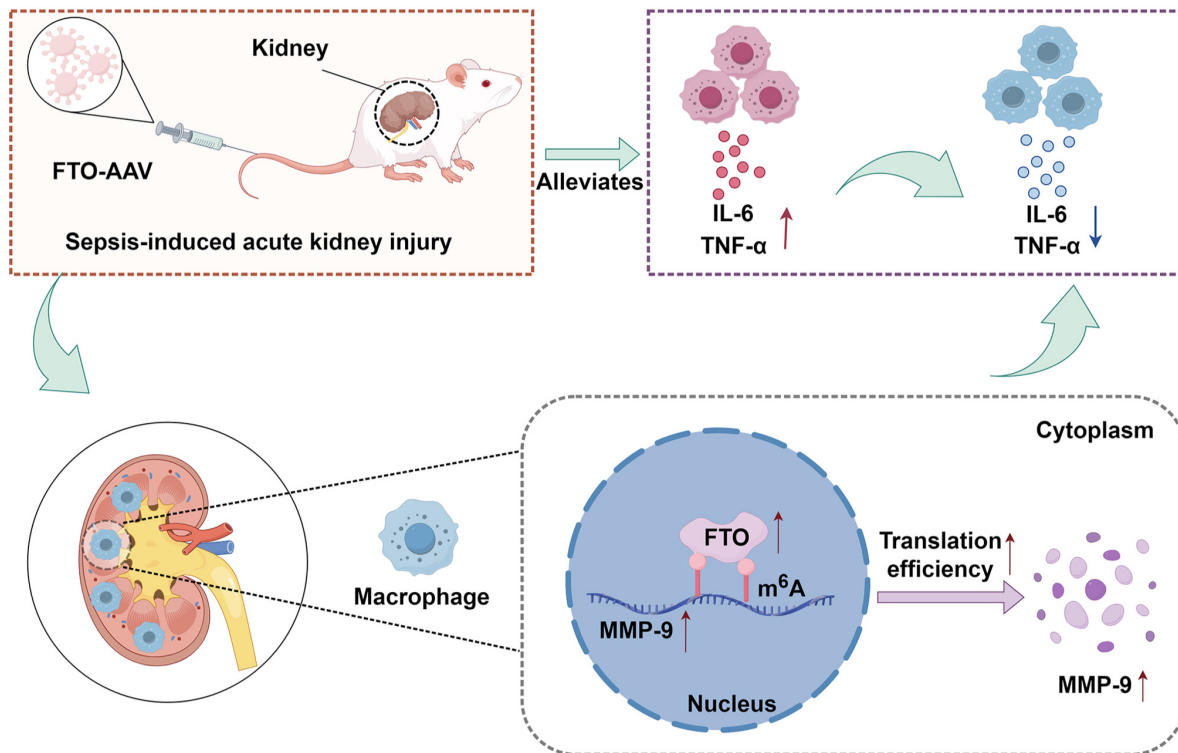 Kidney
FTO-AAV
Sepsis-induced acute kidney injury
Alleviates
IL-6
TNF-α
IL-6
TNF-α
Macrophage
Cytoplasm
FTO
m⁶A
MMP-9
Nucleus
Translation
efficiency
MMP-9